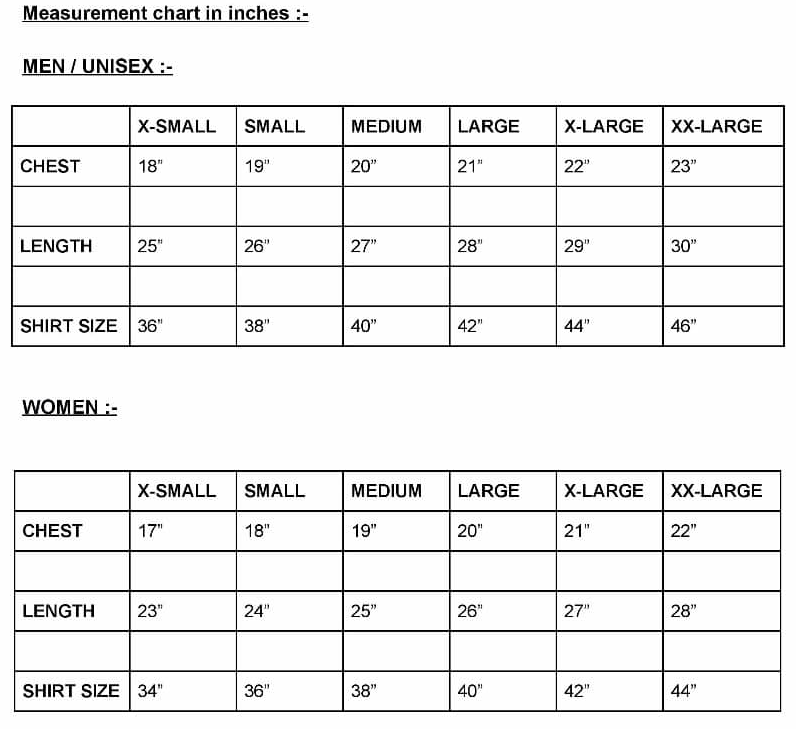 Measurement chart in inches :-
MEN / UNISEX :-
X-SMALL SMALL MEDIUM LARGE X-LARGE XX-LARGE
CHEST 18” 19” 20” 21” 22” 23”
LENGTH 25” 26” 27” 28” 29” 30”
SHIRT SIZE 36” 38” 40” 42” 44” 46”
WOMEN :-
X-SMALL SMALL MEDIUM LARGE X-LARGE XX-LARGE
CHEST 17” 18” 19” 20” 21” 22”
LENGTH 23” 24” 25” 26” 27” 28”
SHIRT SIZE 34” 36” 38” 40” 42” 44”